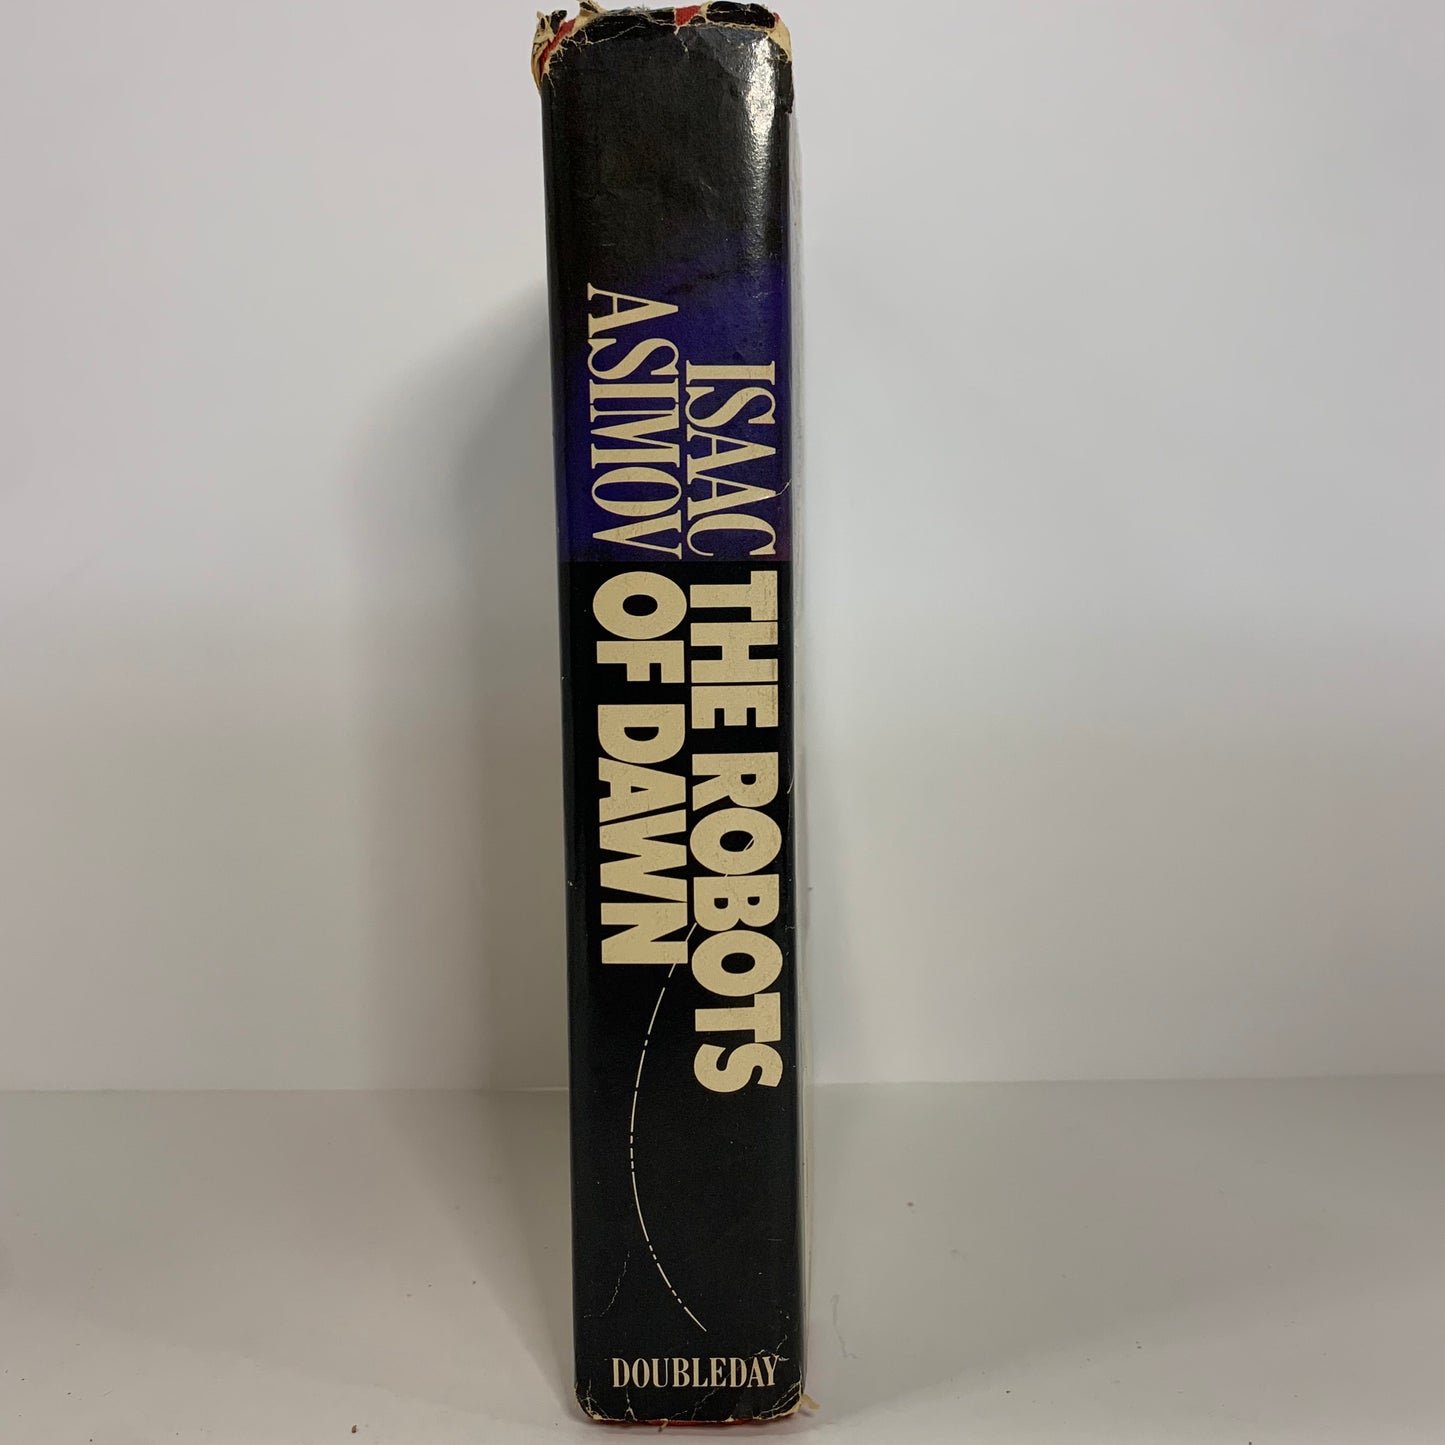 ISAAC
ASIMOV
THE ROBOTS
OF DAWN
DOUBLEDAY